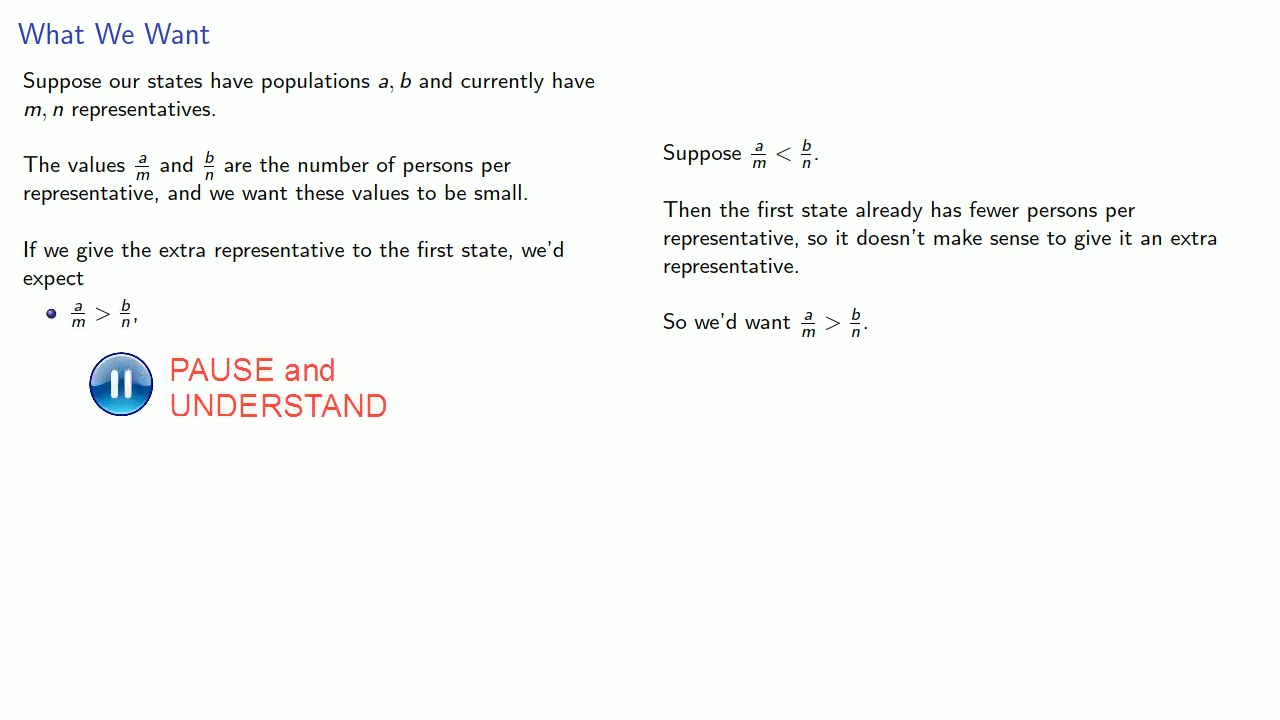 What We Want
Suppose our states have populations a, b and currently have
m, n representatives.
The values a/m and b/n are the number of persons per
representative, and we want these values to be small.
If we give the extra representative to the first state, we'd
expect
a/m > b/n,
PAUSE and
UNDERSTAND
Suppose a/m < b/n.
Then the first state already has fewer persons per
representative, so it doesn't make sense to give it an extra
representative.
So we'd want a/m > b/n.